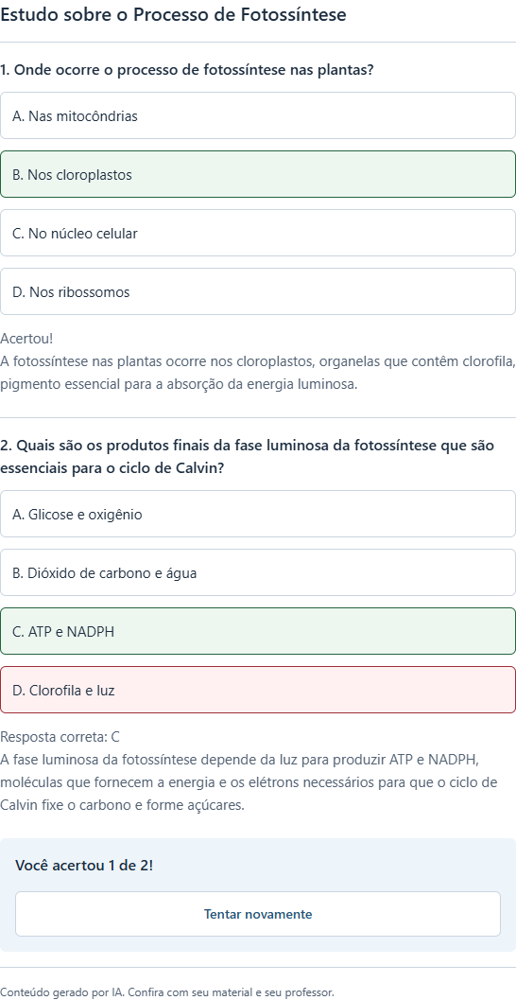 Estudo sobre o Processo de Fotossíntese
1. Onde ocorre o processo de fotossíntese nas plantas?
A. Nas mitocôndrias
B. Nos cloroplastos
C. No núcleo celular
D. Nos ribossomos
Acertou!
A fotossíntese nas plantas ocorre nos cloroplastos, organelas que contêm clorofila,
pigmento essencial para a absorção da energia luminosa.
2. Quais são os produtos finais da fase luminosa da fotossíntese que são
essenciais para o ciclo de Calvin?
A. Glicose e oxigênio
B. Dióxido de carbono e água
C. ATP e NADPH
D. Clorofila e luz
Resposta correta: C
A fase luminosa da fotossíntese depende da luz para produzir ATP e NADPH,
moléculas que fornecem a energia e os elétrons necessários para que o ciclo de
Calvin fixe o carbono e forme açúcares.
Você acertou 1 de 2!
Tentar novamente
Conteúdo gerado por IA. Confira com seu material e seu professor.